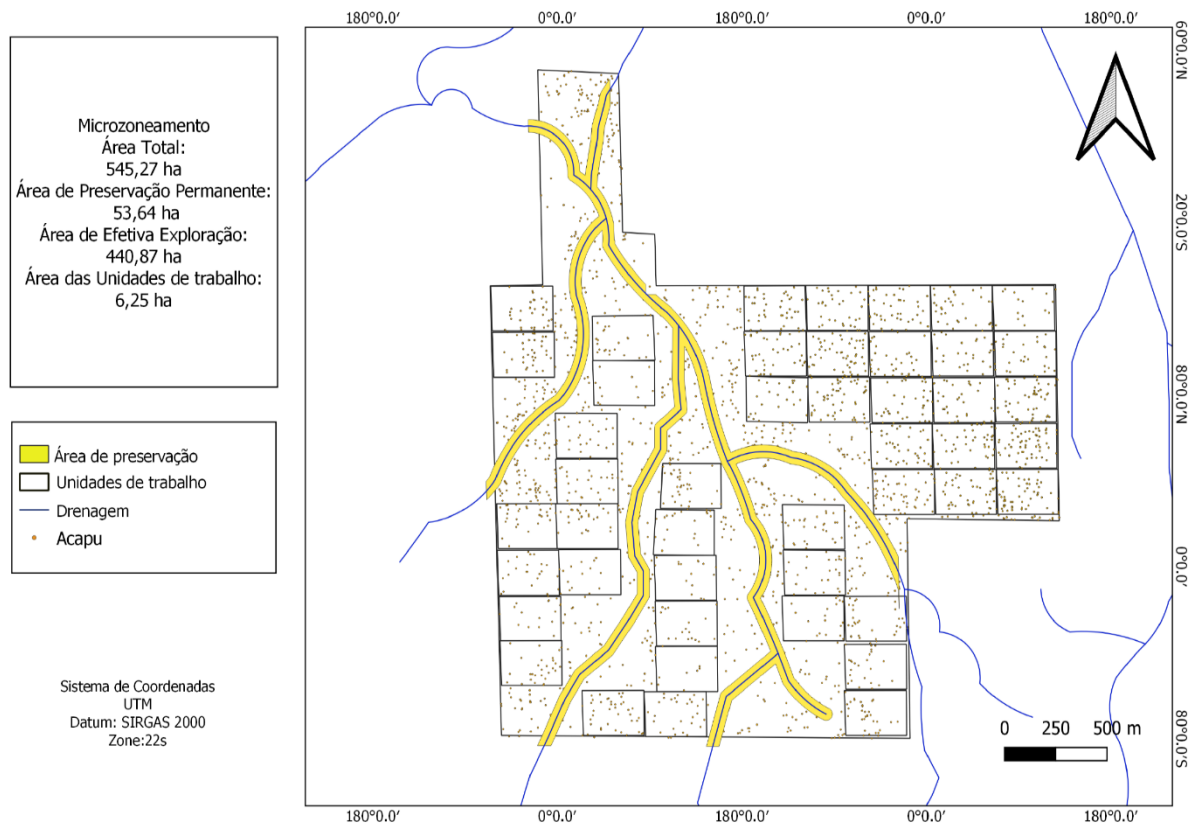 180°0.0' 0°0.0' 180°0.0' 0°0.0' 180°0.0'
60°0.0'N
20°0.0'S
80°0.0'N
0°0.0'
80°0.0'S
Microzoneamento
Área Total:
545,27 ha
Área de Preservação Permanente:
53,64 ha
Área de Efetiva Exploração:
440,87 ha
Área das Unidades de trabalho:
6,25 ha
Área de preservação
Unidades de trabalho
Drenagem
Acapu
Sistema de Coordenadas
UTM
Datum: SIRGAS 2000
Zone:22s
0 250 500 m
180°0.0' 0°0.0' 180°0.0' 0°0.0' 180°0.0'